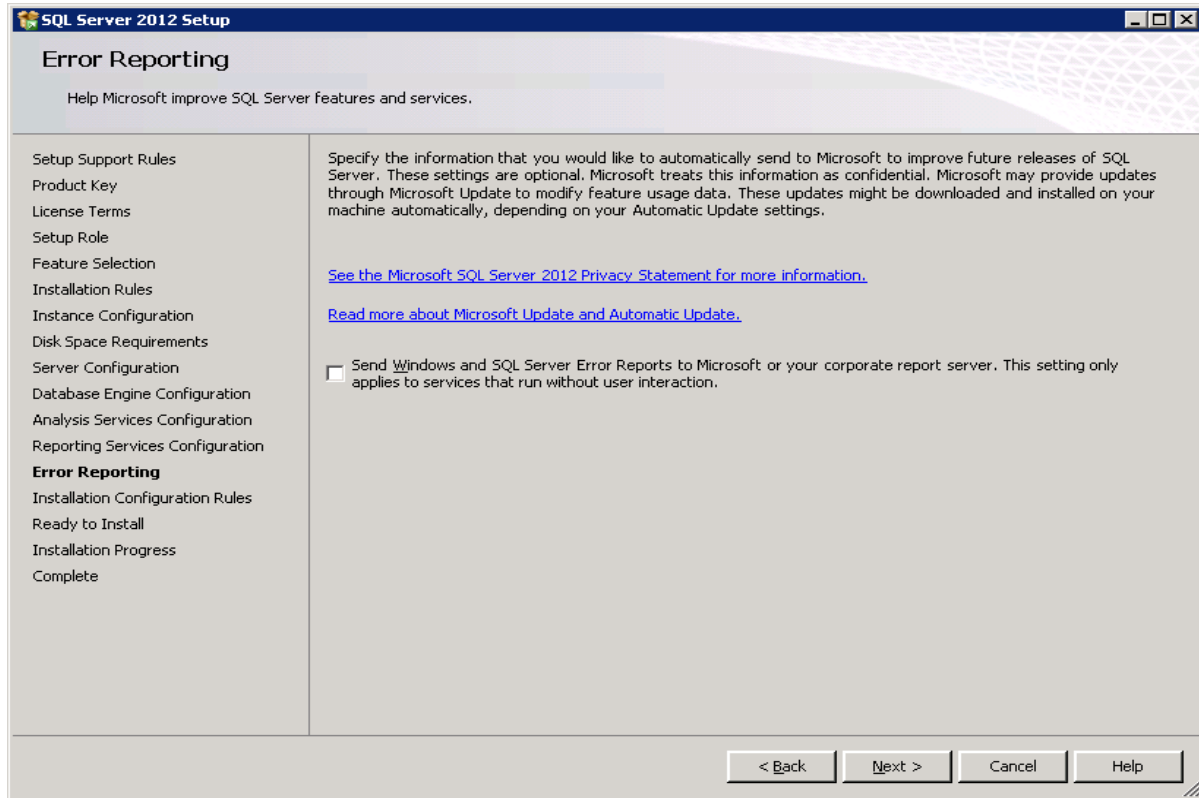 SQL Server 2012 Setup
Error Reporting
Help Microsoft improve SQL Server features and services.
Setup Support Rules
Product Key
License Terms
Setup Role
Feature Selection
Installation Rules
Instance Configuration
Disk Space Requirements
Server Configuration
Database Engine Configuration
Analysis Services Configuration
Reporting Services Configuration
Error Reporting
Installation Configuration Rules
Ready to Install
Installation Progress
Complete
Specify the information that you would like to automatically send to Microsoft to improve future releases of SQL
Server. These settings are optional. Microsoft treats this information as confidential. Microsoft may provide updates
through Microsoft Update to modify feature usage data. These updates might be downloaded and installed on your
machine automatically, depending on your Automatic Update settings.
See the Microsoft SQL Server 2012 Privacy Statement for more information.
Read more about Microsoft Update and Automatic Update.
Send Windows and SQL Server Error Reports to Microsoft or your corporate report server. This setting only
applies to services that run without user interaction.
< Back
Next >
Cancel
Help